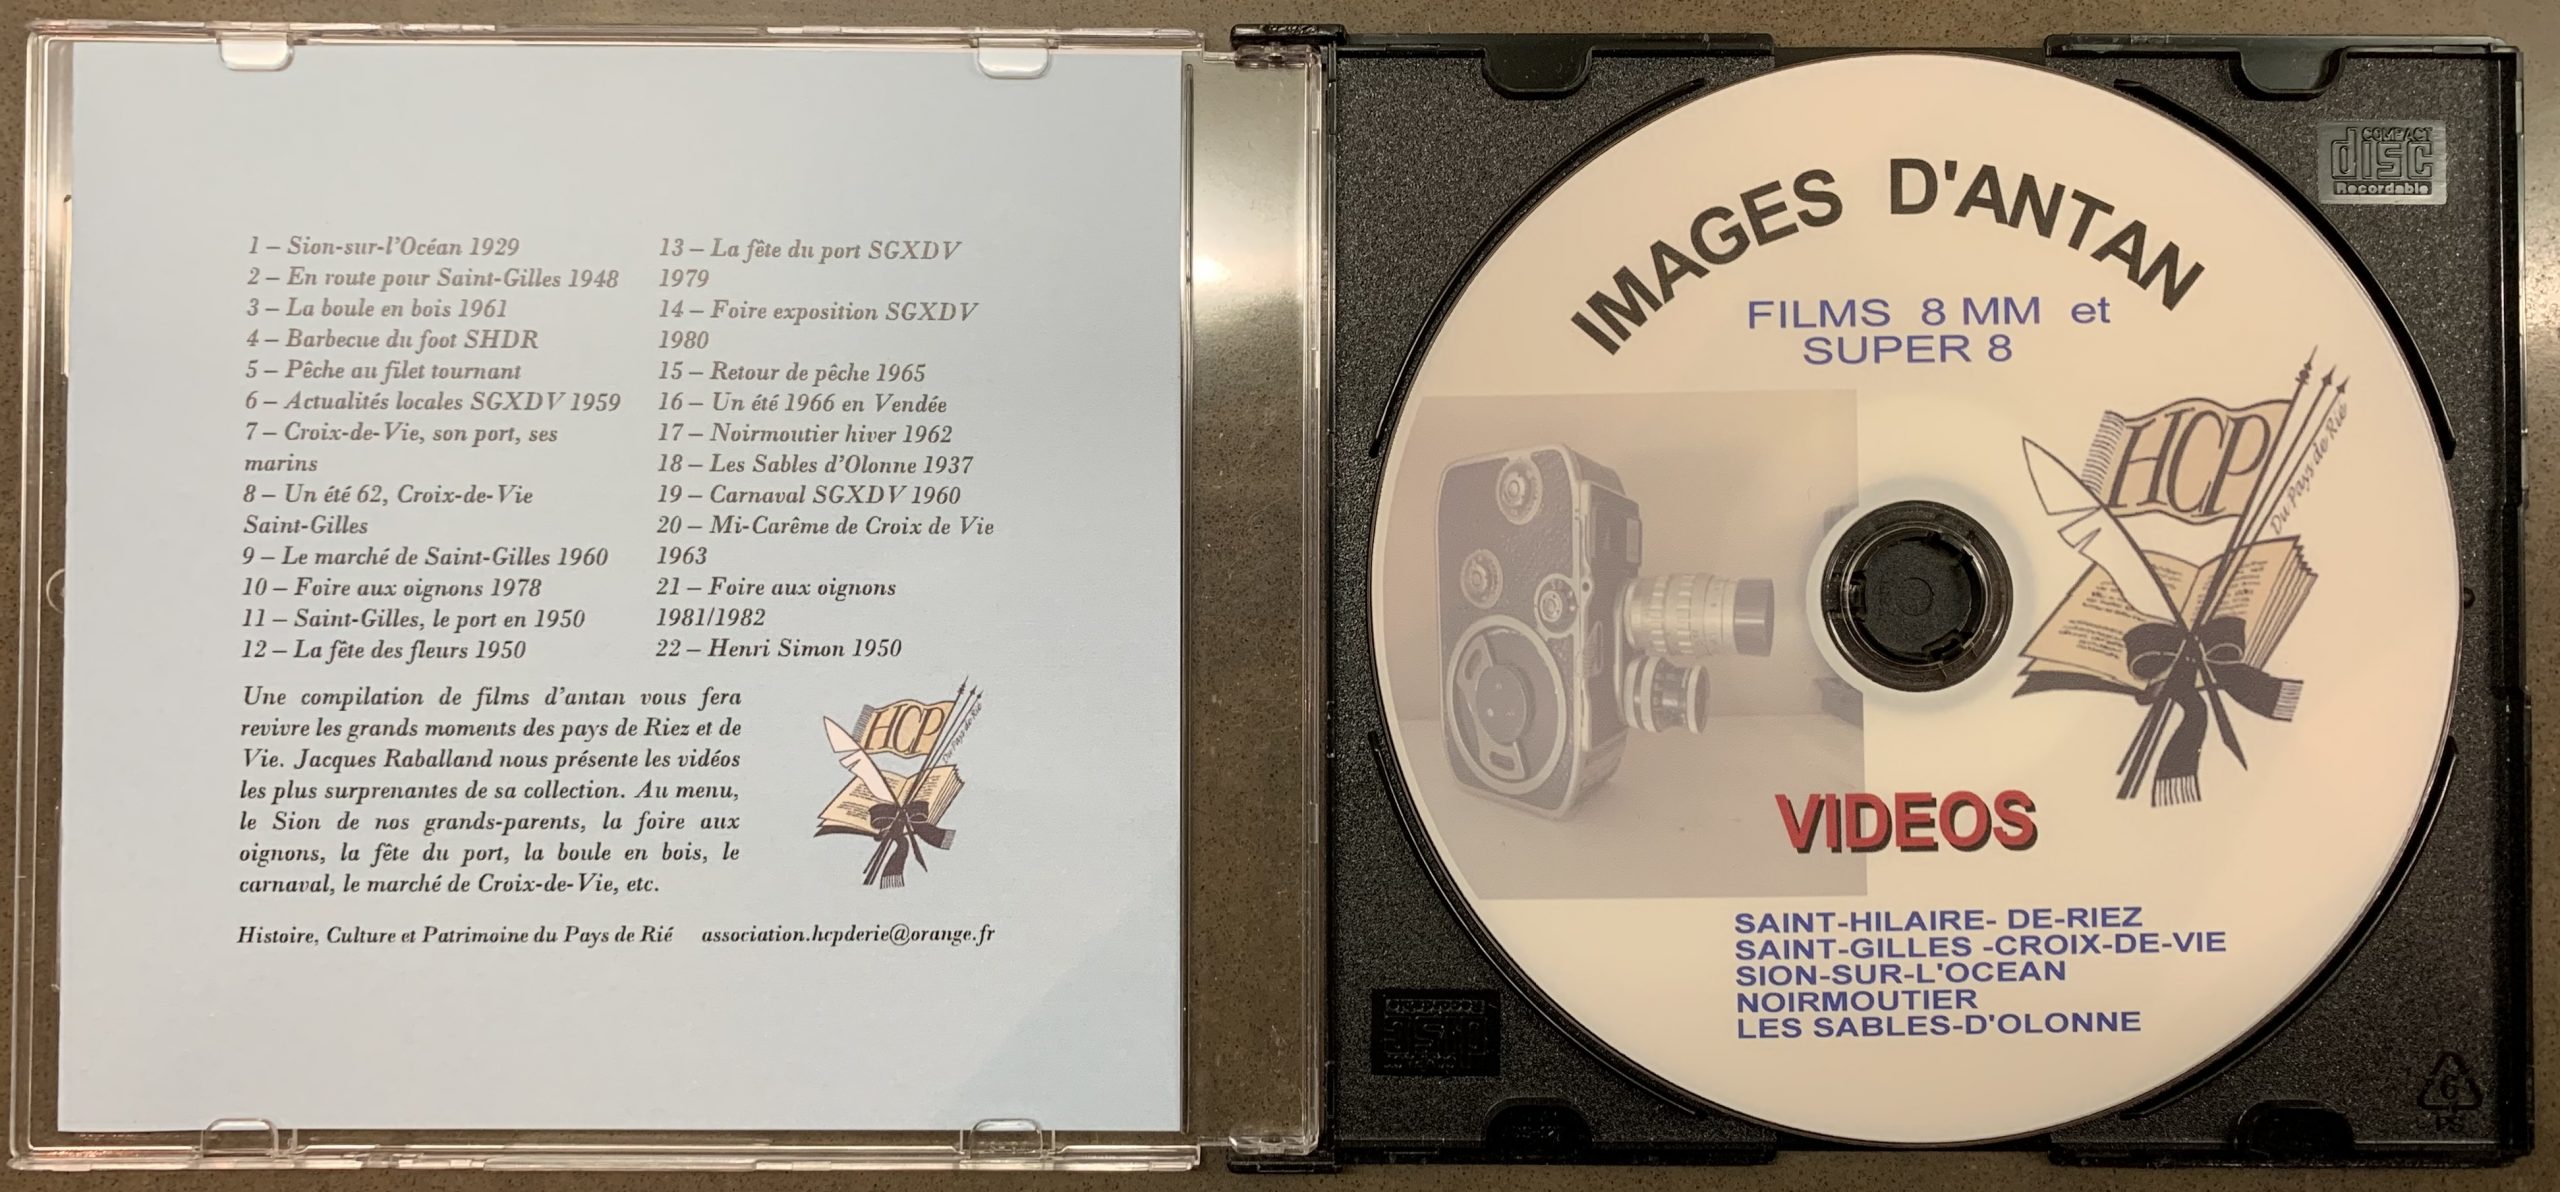 1 – Sion-sur-l'Océan 1929
2 – En route pour Saint-Gilles 1948
3 – La boule en bois 1961
4 – Barbecue du foot SHDR
5 – Pêche au filet tournant
6 – Actualités locales SGXDV 1959
7 – Croix-de-Vie, son port, ses
marins
8 – Un été 62, Croix-de-Vie
Saint-Gilles
9 – Le marché de Saint-Gilles 1960
10 – Foire aux oignons 1978
11 – Saint-Gilles, le port en 1950
12 – La fête des fleurs 1950
13 – La fête du port SGXDV
1979
14 – Foire exposition SGXDV
1980
15 – Retour de pêche 1965
16 – Un été 1966 en Vendée
17 – Noirmoutier hiver 1962
18 – Les Sables d'Olonne 1937
19 – Carnaval SGXDV 1960
20 – Mi-Carême de Croix de Vie
1963
21 – Foire aux oignons
1981/1982
22 – Henri Simon 1950
Une compilation de films d'antan vous fera
revivre les grands moments des pays de Riez et de
Vie. Jacques Raballand nous présente les vidéos
les plus surprenantes de sa collection. Au menu,
le Sion de nos grands-parents, la foire aux
oignons, la fête du port, la boule en bois, le
carnaval, le marché de Croix-de-Vie, etc.
HCP
Du Pays de Rié
Histoire, Culture et Patrimoine du Pays de Rié association.hcpderie@orange.fr
IMAGES D'ANTAN
FILMS 8 MM et
SUPER 8
HCP
Du Pays de Rié
VIDEOS
SAINT-HILAIRE- DE-RIEZ
SAINT-GILLES -CROIX-DE-VIE
SION-SUR-L'OCEAN
NOIRMOUTIER
LES SABLES-D'OLONNE
COMPACT
disc
Recordable
6
PS